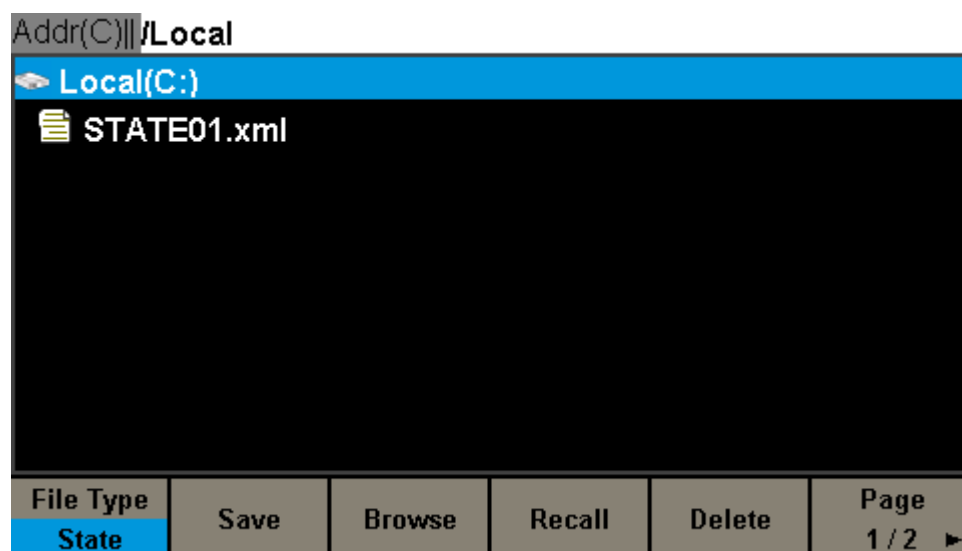 Addr(C)|| /Local
Local(C:)
STATE01.xml
File Type
State
Save
Browse
Recall
Delete
Page
1 / 2 ►